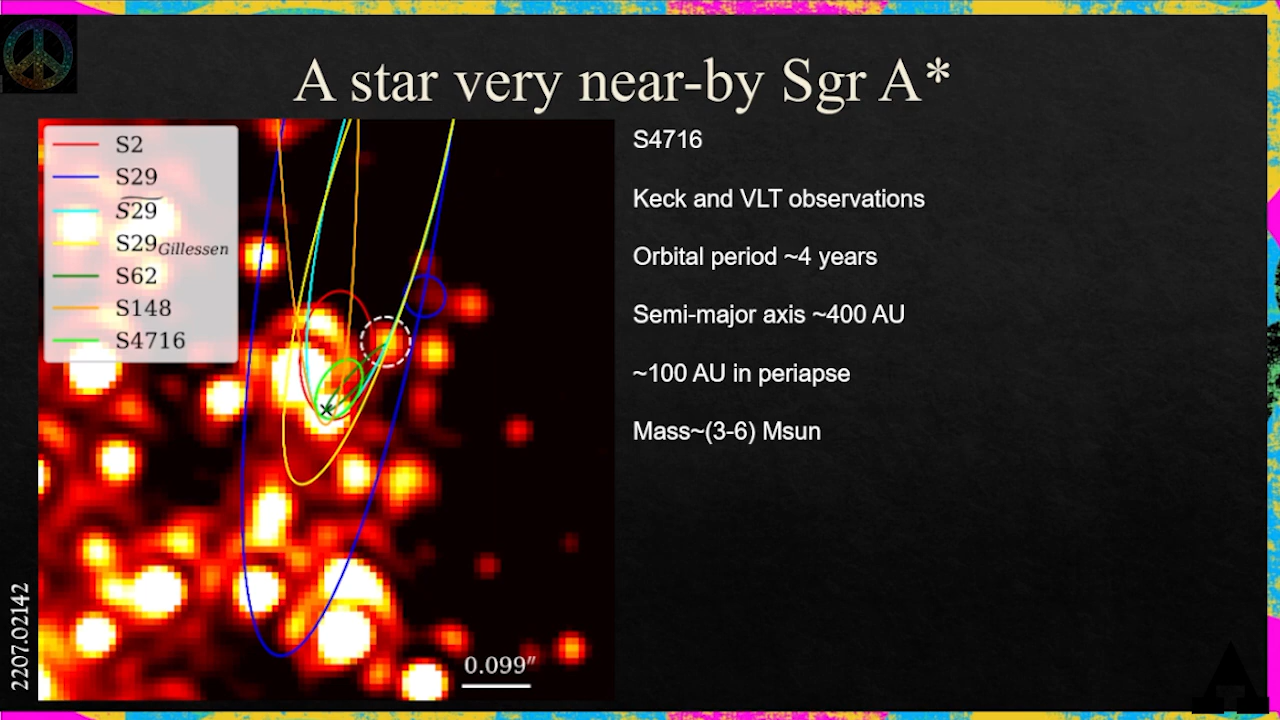 A star very near-by Sgr A*
S2
S29
S29
S29Gillessen
S62
S148
S4716
0.099″
2207.02142
S4716
Keck and VLT observations
Orbital period ~4 years
Semi-major axis ~400 AU
~100 AU in periapse
Mass~(3-6) Msun